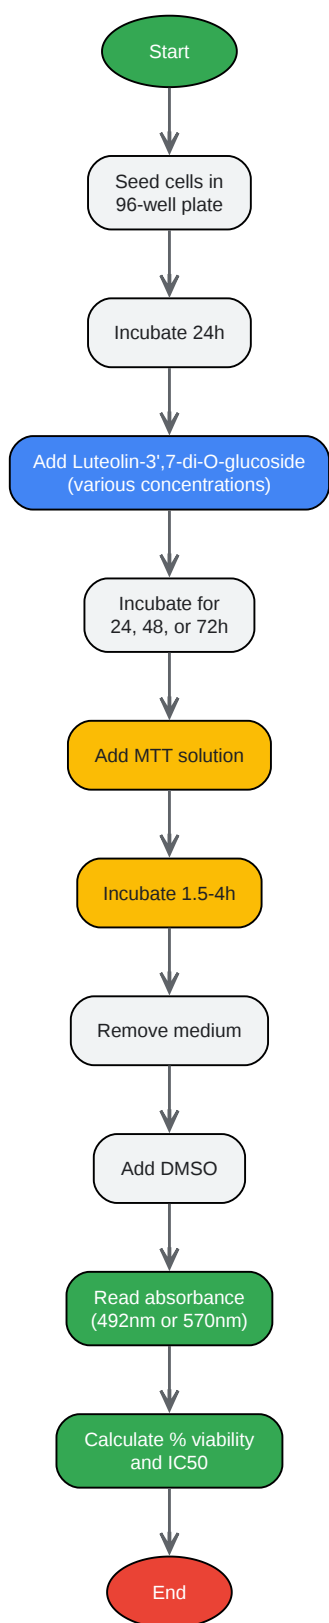 Start
Seed cells in
96-well plate
Incubate 24h
Add Luteolin-3',7-di-O-glucoside
(various concentrations)
Incubate for
24, 48, or 72h
Add MTT solution
Incubate 1.5-4h
Remove medium
Add DMSO
Read absorbance
(492nm or 570nm)
Calculate % viability
and IC50
End